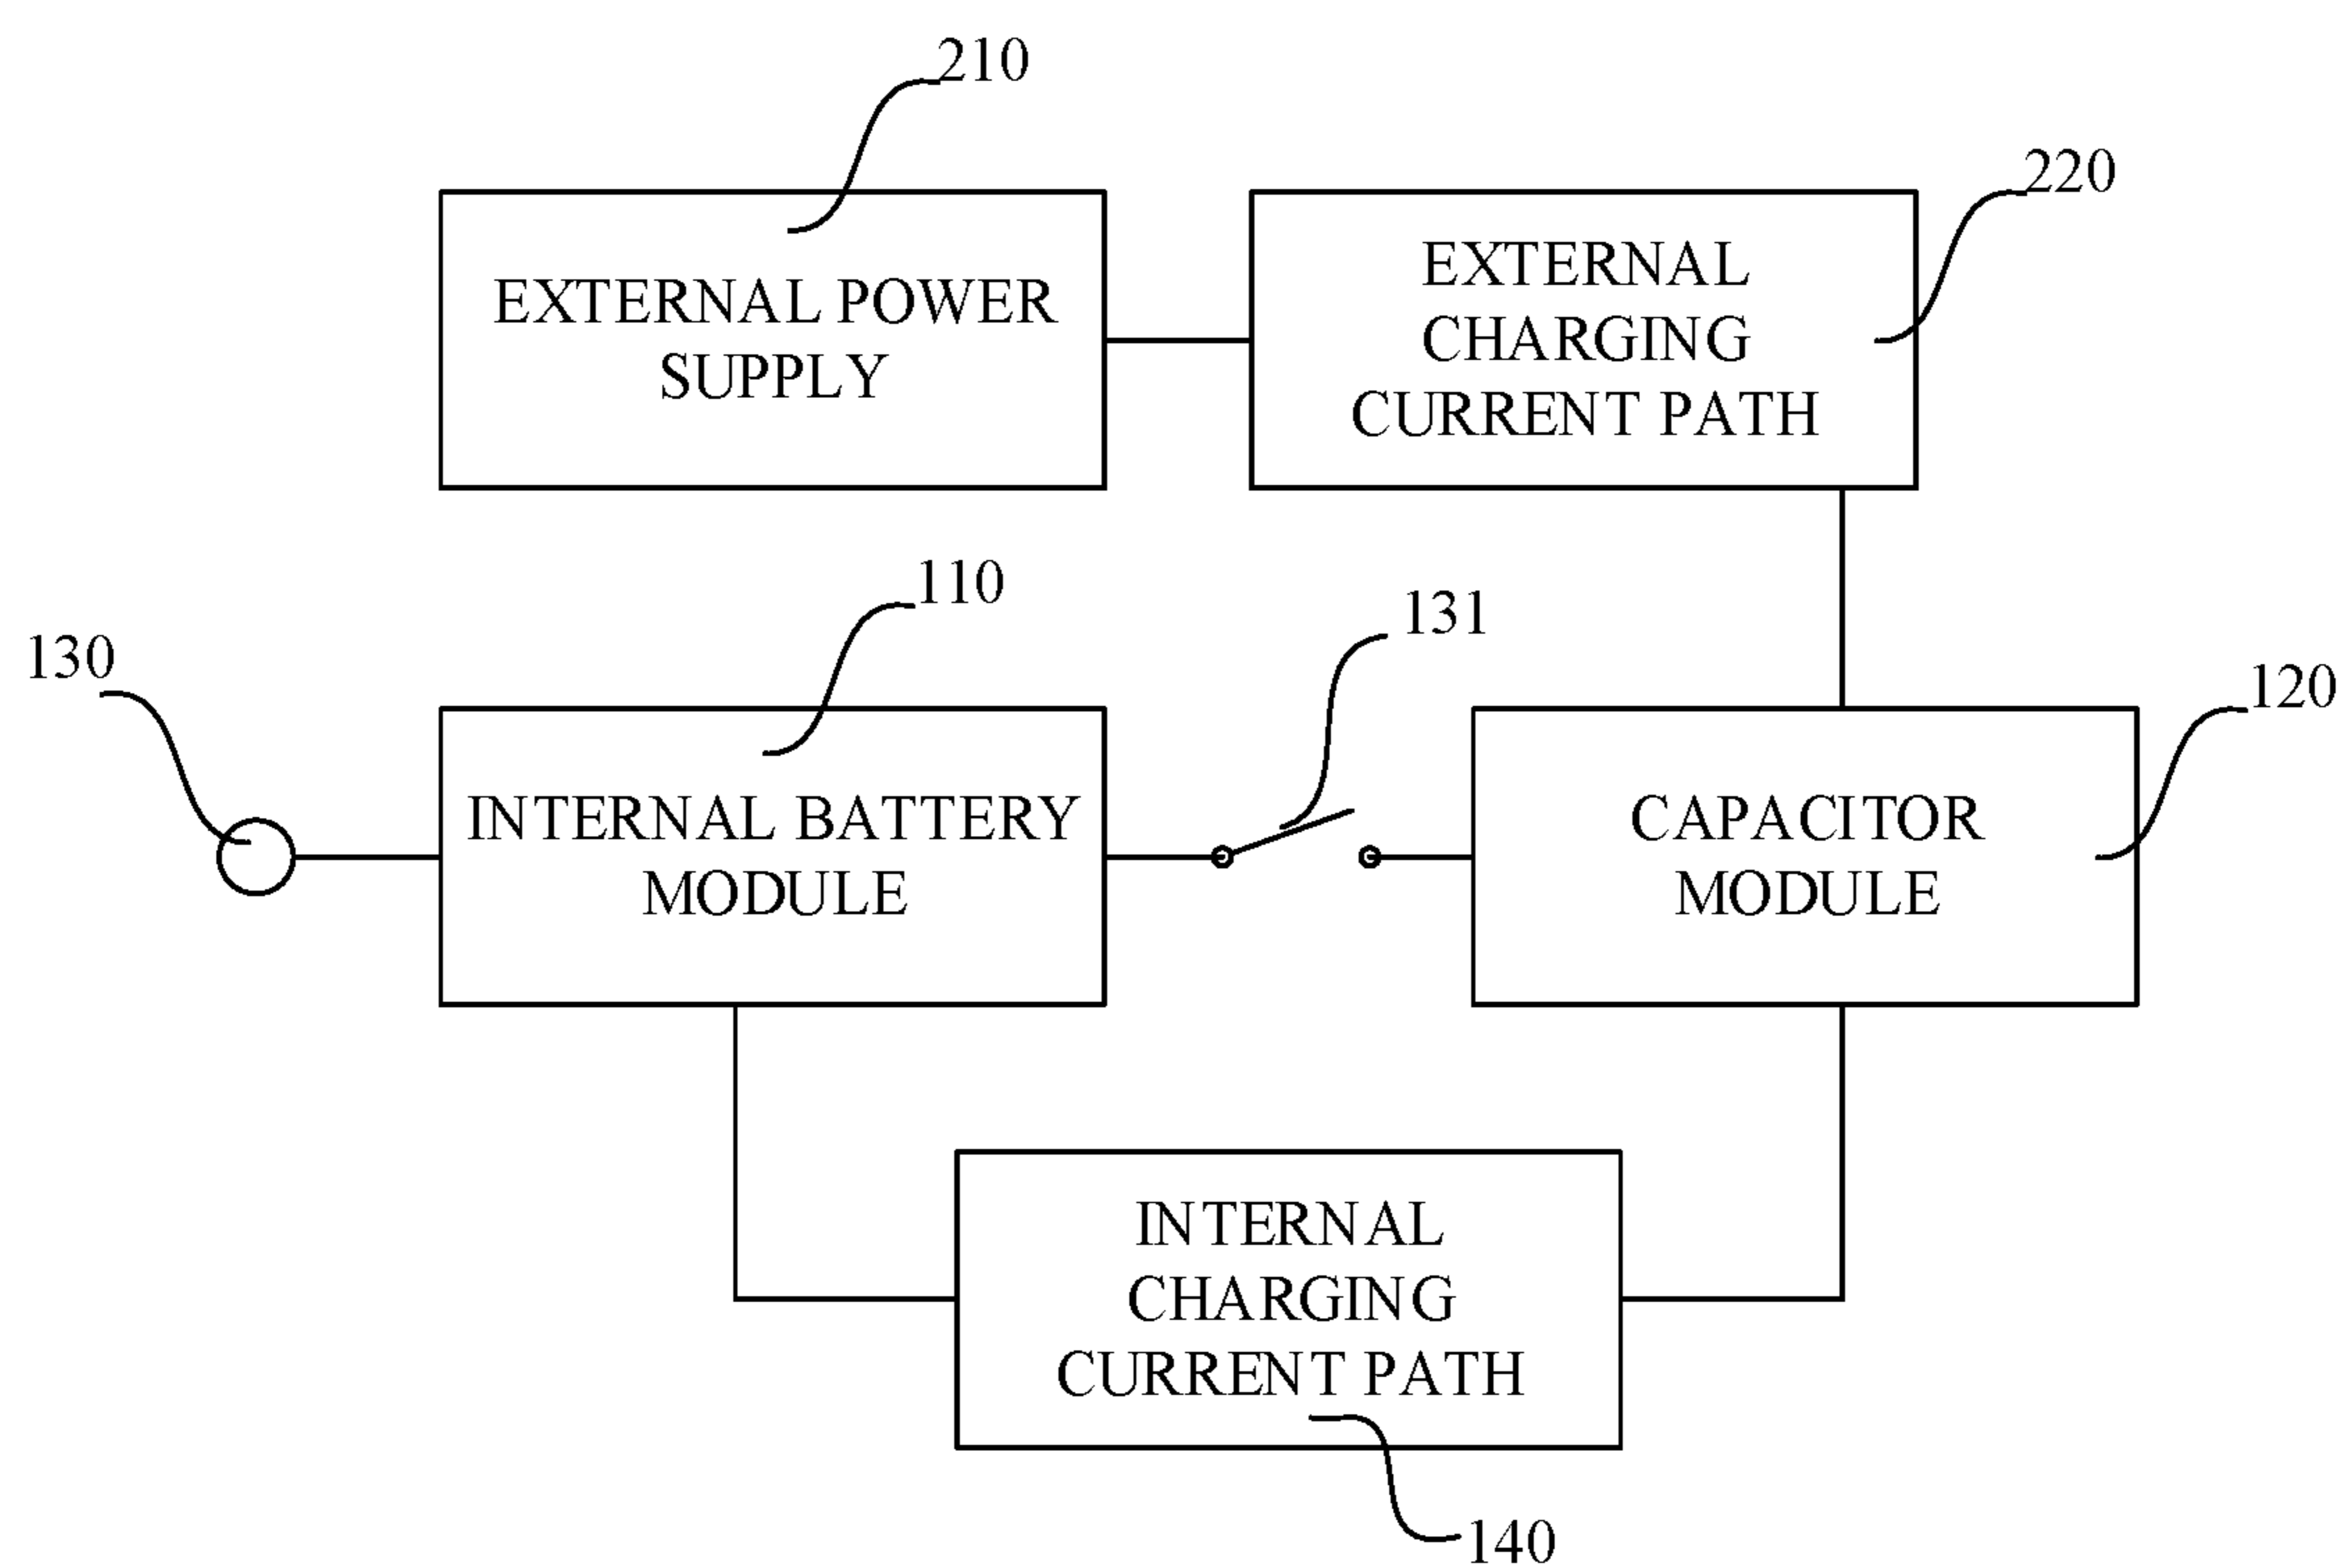 210
220
EXTERNAL POWER
SUPPLY
EXTERNAL
CHARGING
CURRENT PATH
110
131
130
120
INTERNAL BATTERY
MODULE
CAPACITOR
MODULE
INTERNAL
CHARGING
CURRENT PATH
140